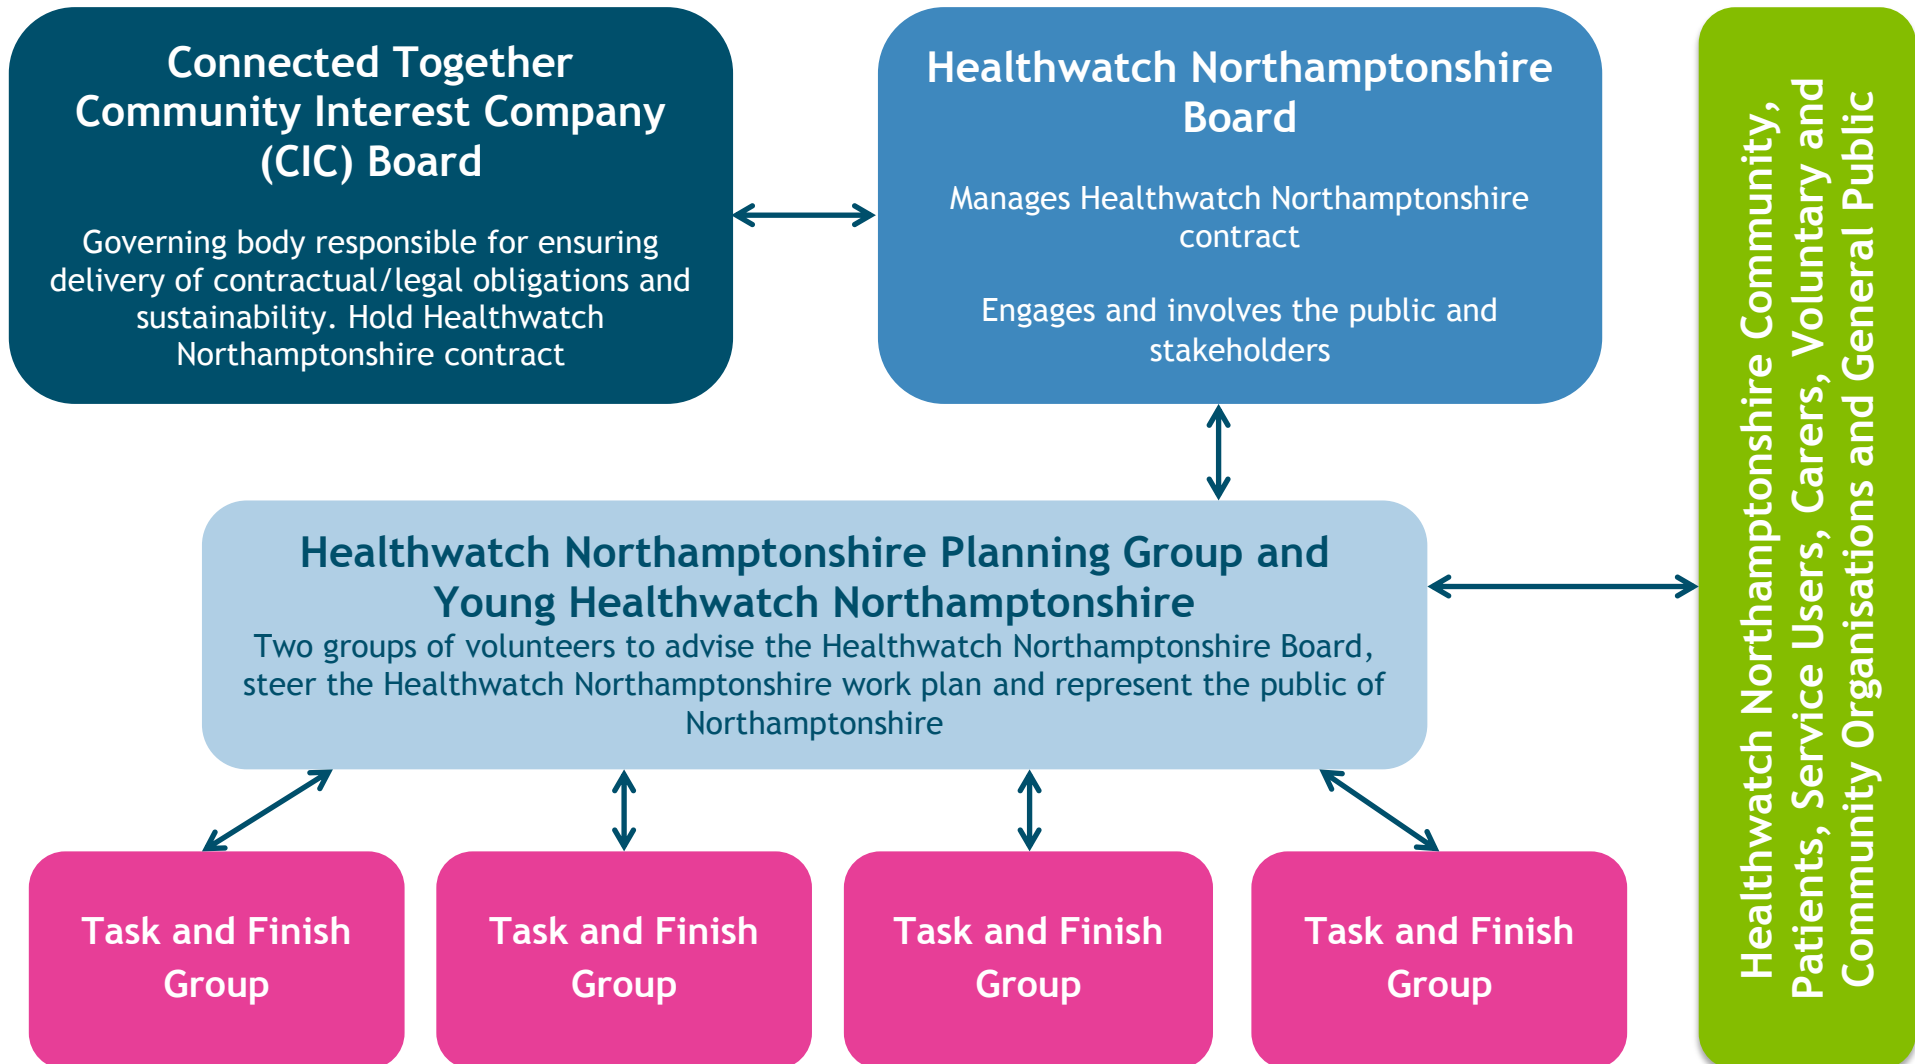 Connected Together
Community Interest Company
(CIC) Board
Governing body responsible for ensuring
delivery of contractual/legal obligations and
sustainability. Hold Healthwatch
Northamptonshire contract
Healthwatch Northamptonshire
Board
Manages Healthwatch Northamptonshire
contract
Engages and involves the public and
stakeholders
Healthwatch Northamptonshire Planning Group and
Young Healthwatch Northamptonshire
Two groups of volunteers to advise the Healthwatch Northamptonshire Board,
steer the Healthwatch Northamptonshire work plan and represent the public of
Northamptonshire
Task and Finish
Group
Task and Finish
Group
Task and Finish
Group
Task and Finish
Group
Healthwatch Northamptonshire Community,
Patients, Service Users, Carers, Voluntary and
Community Organisations and General Public